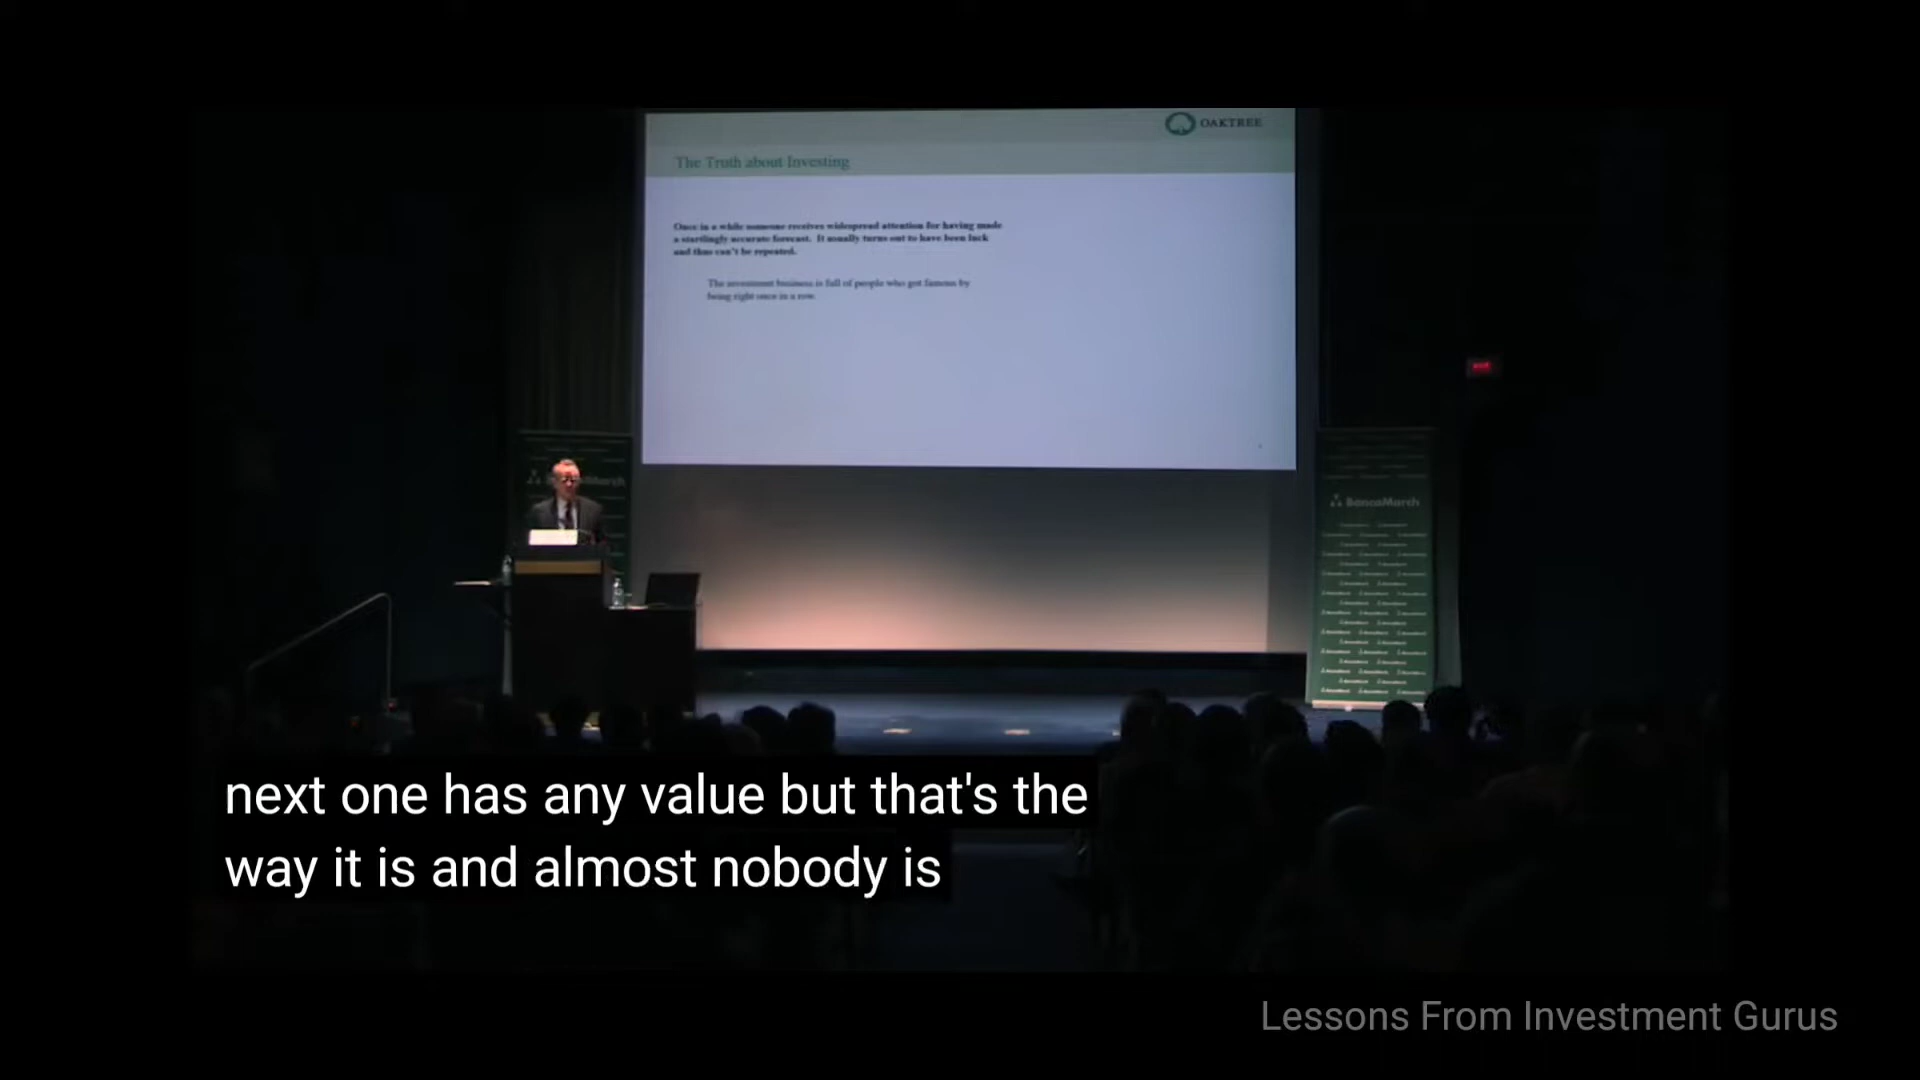 OAKTREE
The Truth about Investing
Once in a while someone receives widespread attention for having made
a startlingly accurate forecast. It usually turns out to have been luck
and thus can't be repeated.
The investment business is full of people who got famous by
being right once in a row.
BancaMarch
next one has any value but that's the
way it is and almost nobody is
Lessons From Investment Gurus